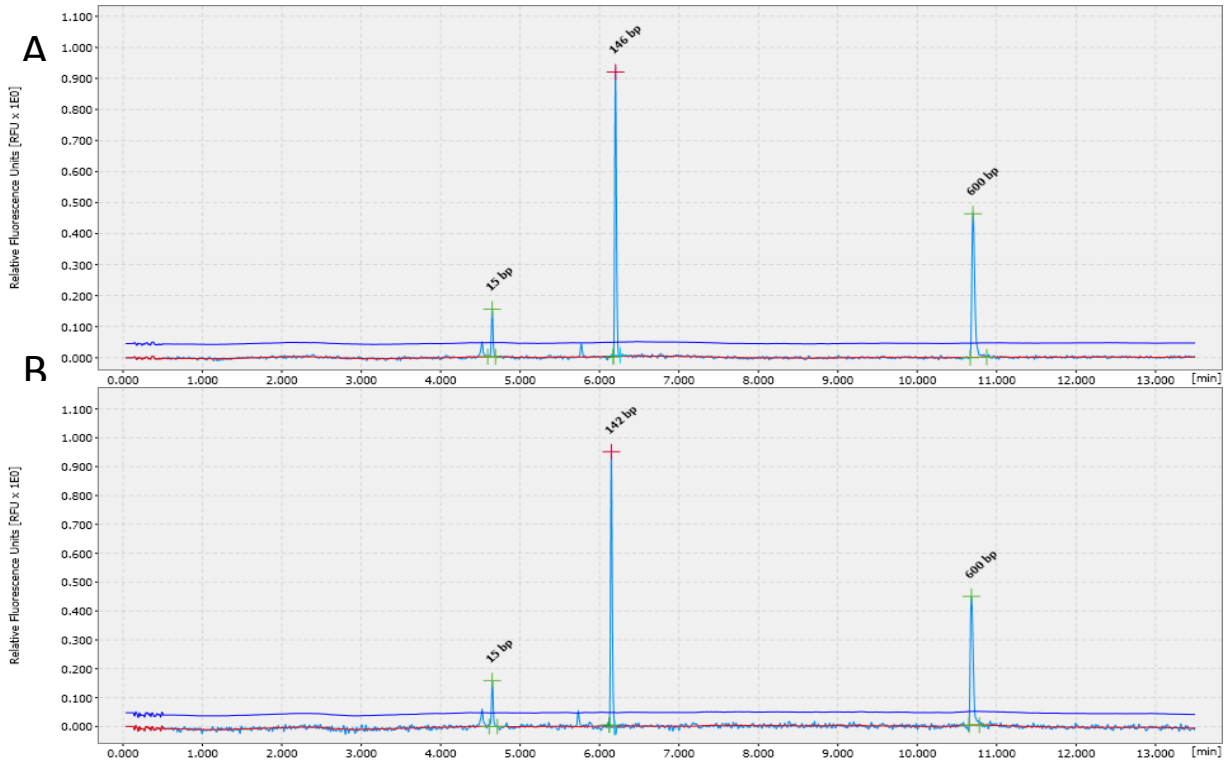 A
Relative Fluorescence Units [RFU x 1E0]
1.100
1.000
0.900
0.800
0.700
0.600
0.500
0.400
0.300
0.200
0.100
0.000
15 bp
146 bp
600 bp
0.000 1.000 2.000 3.000 4.000 5.000 6.000 7.000 8.000 9.000 10.000 11.000 12.000 13.000 [min]
B
Relative Fluorescence Units [RFU x 1E0]
1.100
1.000
0.900
0.800
0.700
0.600
0.500
0.400
0.300
0.200
0.100
0.000
15 bp
142 bp
600 bp
0.000 1.000 2.000 3.000 4.000 5.000 6.000 7.000 8.000 9.000 10.000 11.000 12.000 13.000 [min]